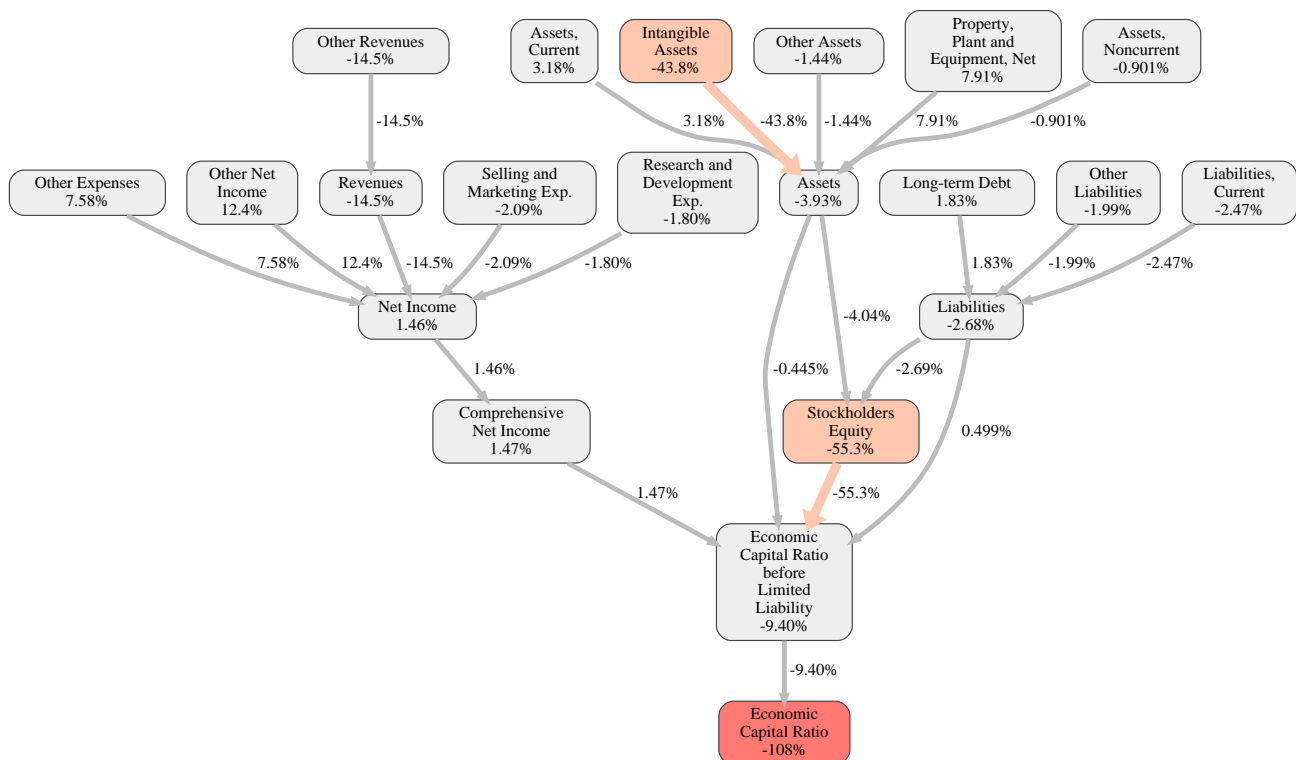 Other Revenues
-14.5%
Assets,
Current
3.18%
Intangible
Assets
-43.8%
Other Assets
-1.44%
Property,
Plant and
Equipment, Net
7.91%
Assets,
Noncurrent
-0.901%
-14.5%
3.18%
-43.8%
-1.44%
7.91%
-0.901%
Other Expenses
7.58%
Other Net
Income
12.4%
Revenues
-14.5%
Selling and
Marketing Exp.
-2.09%
Research and
Development
Exp.
-1.80%
Assets
-3.93%
Long-term Debt
1.83%
Other
Liabilities
-1.99%
Liabilities,
Current
-2.47%
7.58%
12.4%
-14.5%
-2.09%
-1.80%
1.83%
-1.99%
-2.47%
Net Income
1.46%
Liabilities
-2.68%
-4.04%
1.46%
-0.445%
-2.69%
Comprehensive
Net Income
1.47%
Stockholders
Equity
-55.3%
0.499%
1.47%
-55.3%
Economic
Capital Ratio
before
Limited
Liability
-9.40%
-9.40%
Economic
Capital Ratio
-108%